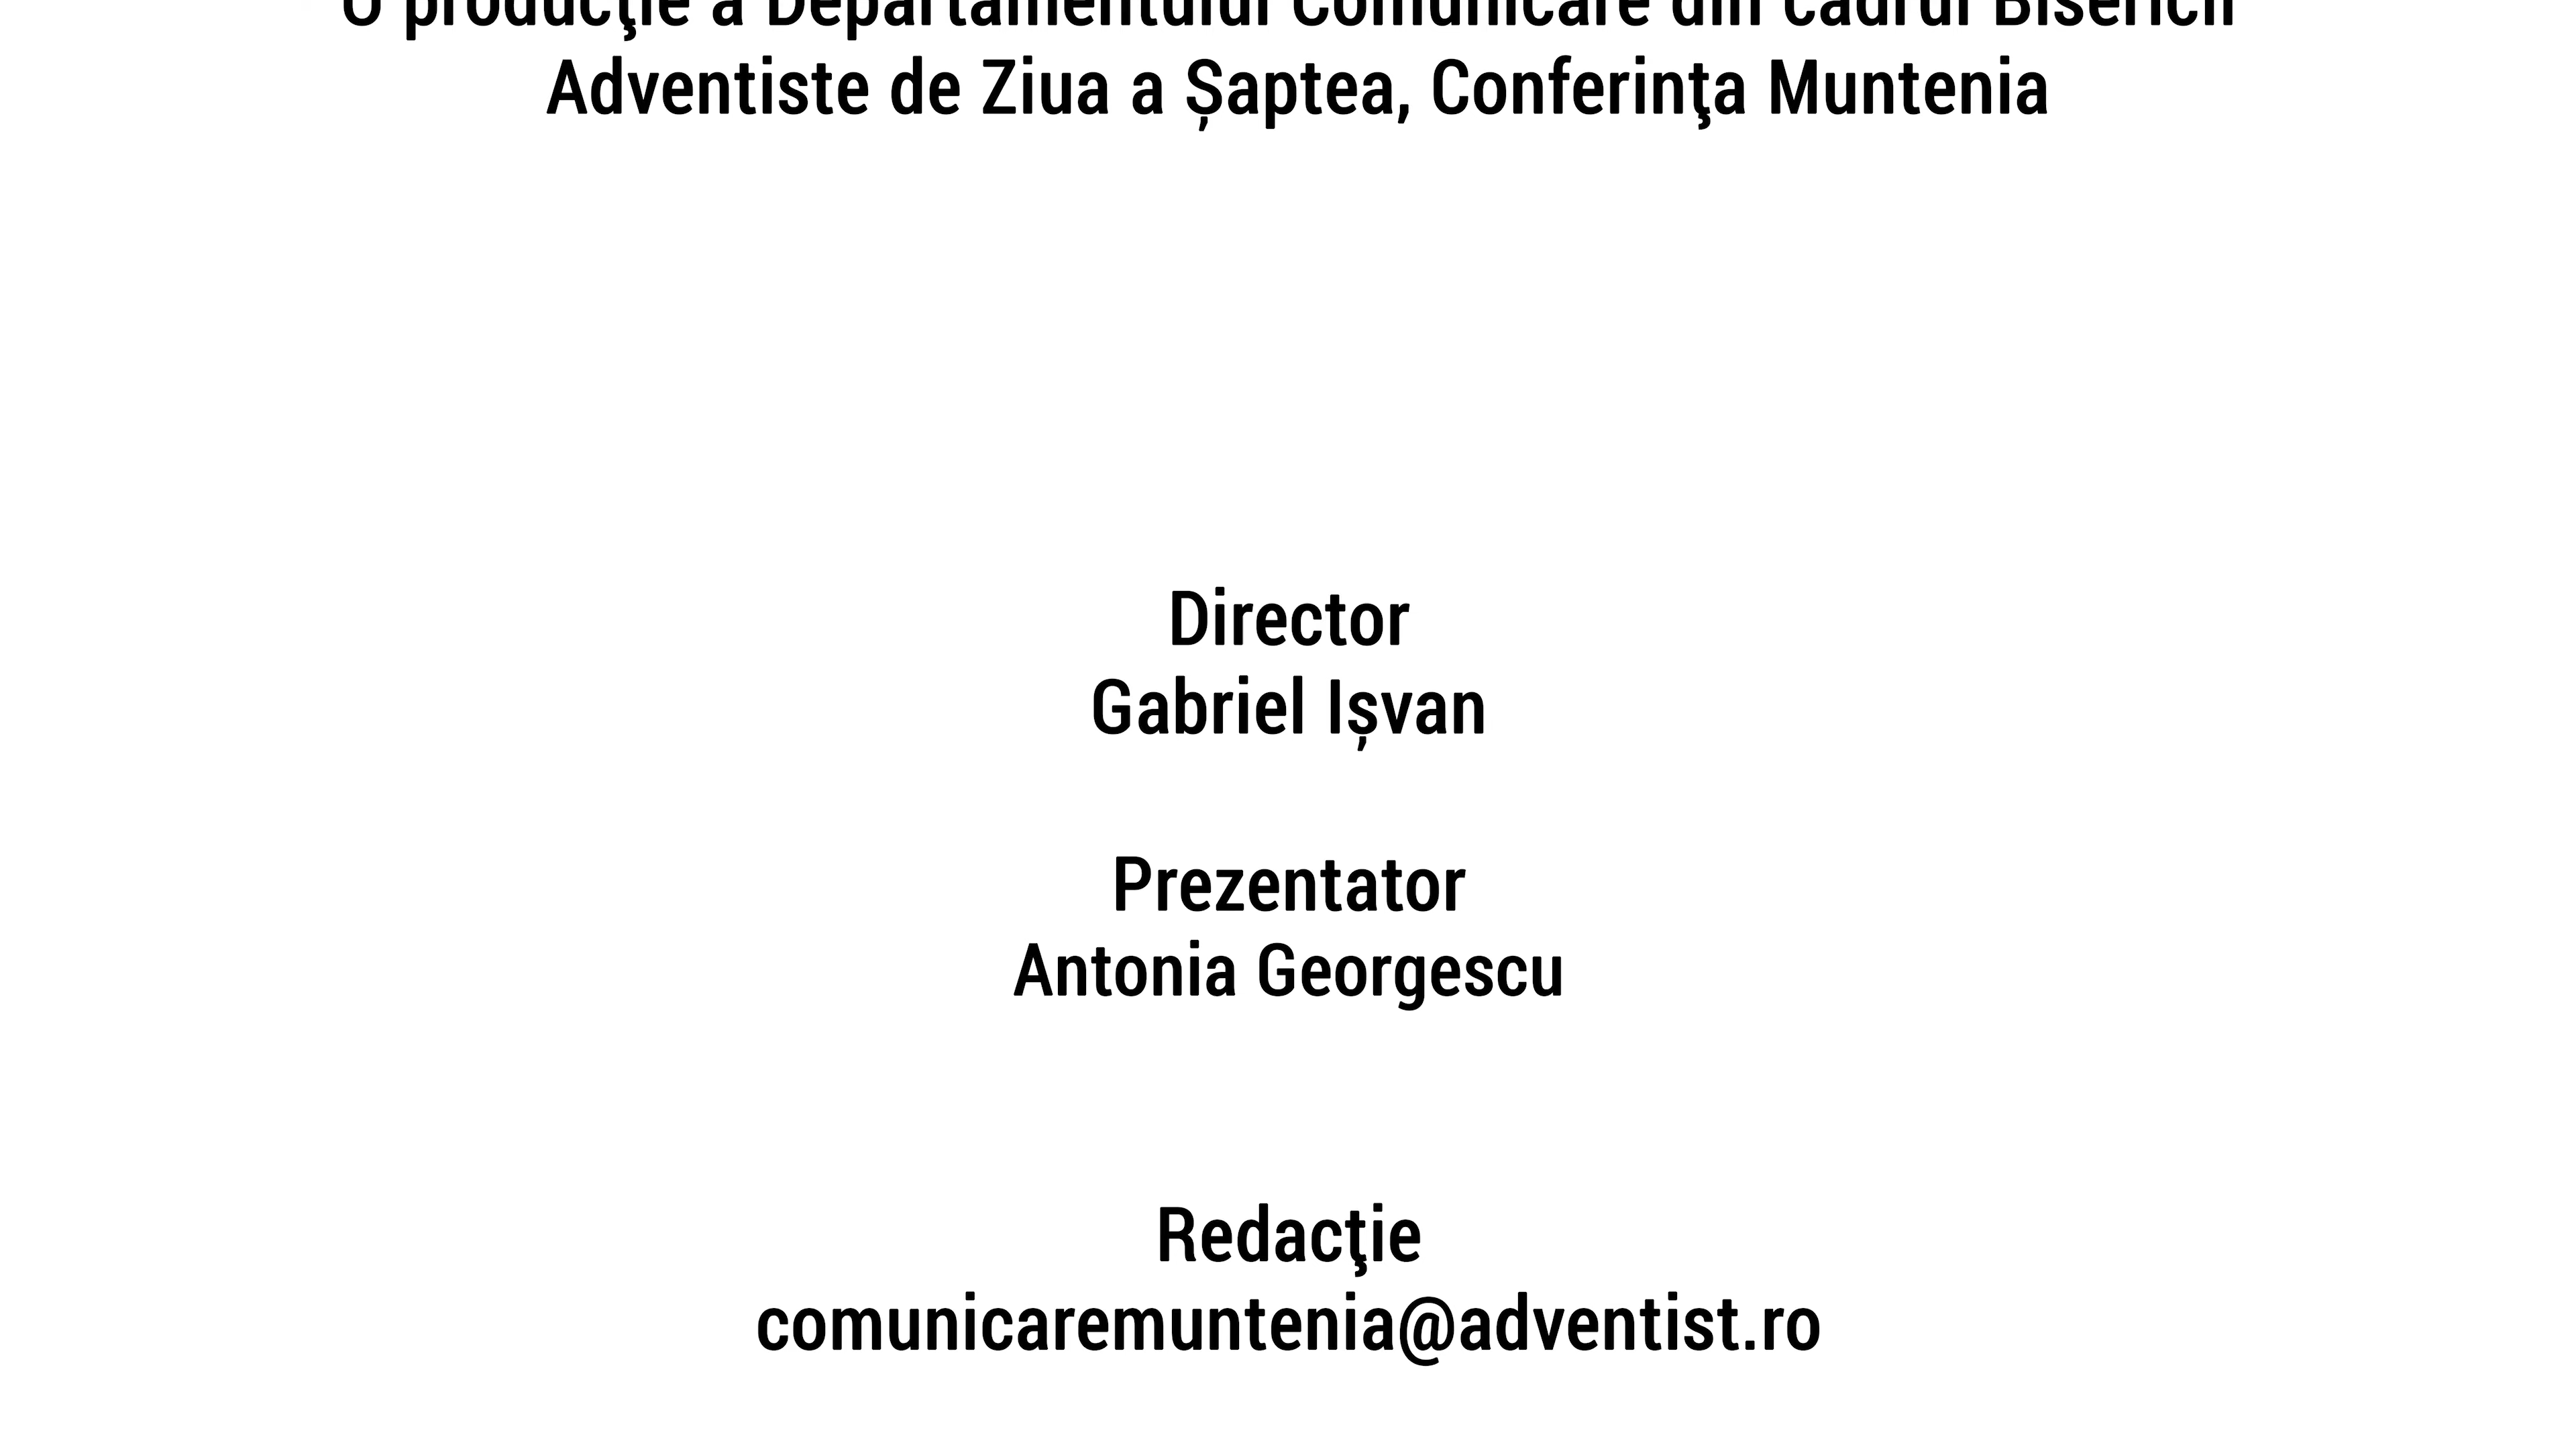 O producţie a Departamentului Comunicare din cadrul Bisericii
Adventiste de Ziua a Șaptea, Conferinţa Muntenia
Director
Gabriel Ișvan
Prezentator
Antonia Georgescu
Redacţie
comunicaremuntenia@adventist.ro